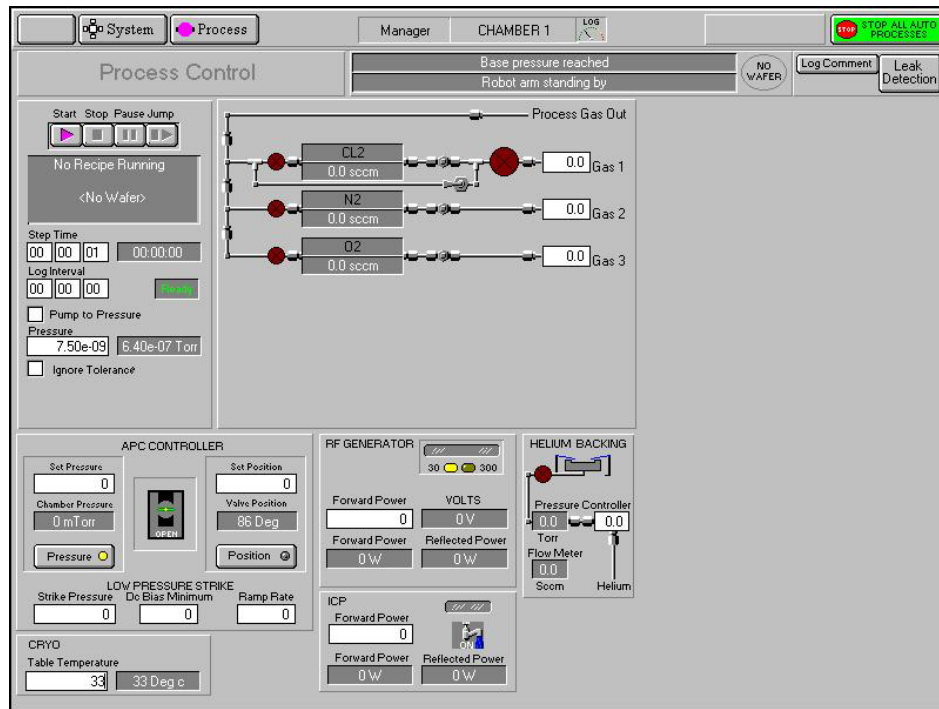 System
Process
Manager
CHAMBER 1
LOG
STOP
STOP ALL AUTO
PROCESSES
Process Control
Base pressure reached
Robot arm standing by
NO
WAFER
Log Comment
Leak
Detection
Start Stop Pause Jump
No Recipe Running
<No Wafer>
Step Time
00 00 01 00:00:00
Log Interval
00 00 00 Ready
Pump to Pressure
Pressure
7.50e-09 6.40e-07 Torr
Ignore Tolerance
Process Gas Out
CL2
0.0 sccm
0.0 Gas 1
N2
0.0 sccm
0.0 Gas 2
O2
0.0 sccm
0.0 Gas 3
APC CONTROLLER
Set Pressure
0
Chamber Pressure
0 mTorr
Pressure
OPEN
Set Position
0
Valve Position
86 Deg
Position
LOW PRESSURE STRIKE
Strike Pressure Dc Bias Minimum Ramp Rate
0 0 0
CRYO
Table Temperature
33 33 Deg c
RF GENERATOR
30 300
Forward Power VOLTS
0 0 V
Forward Power Reflected Power
0 W 0 W
ICP
Forward Power
0
ON
Forward Power Reflected Power
0 W 0 W
HELIUM BACKING
Pressure Controller
0.0 0.0
Torr
Flow Meter
0.0
Sccm Helium